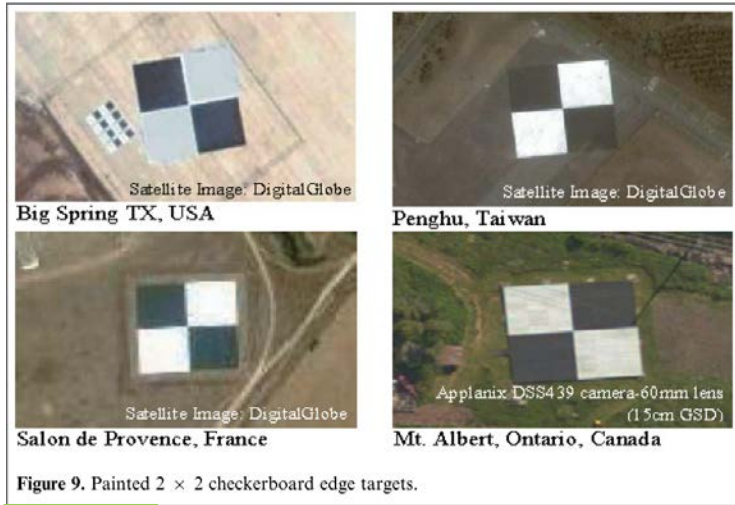 Satellite Image: DigitalGlobe
Big Spring TX, USA
Satellite Image: DigitalGlobe
Penghu, Taiwan
Satellite Image: DigitalGlobe
Salon de Provence, France
Applanix DSS439 camera-60mm lens
(15cm GSD)
Mt. Albert, Ontario, Canada
Figure 9. Painted 2 × 2 checkerboard edge targets.